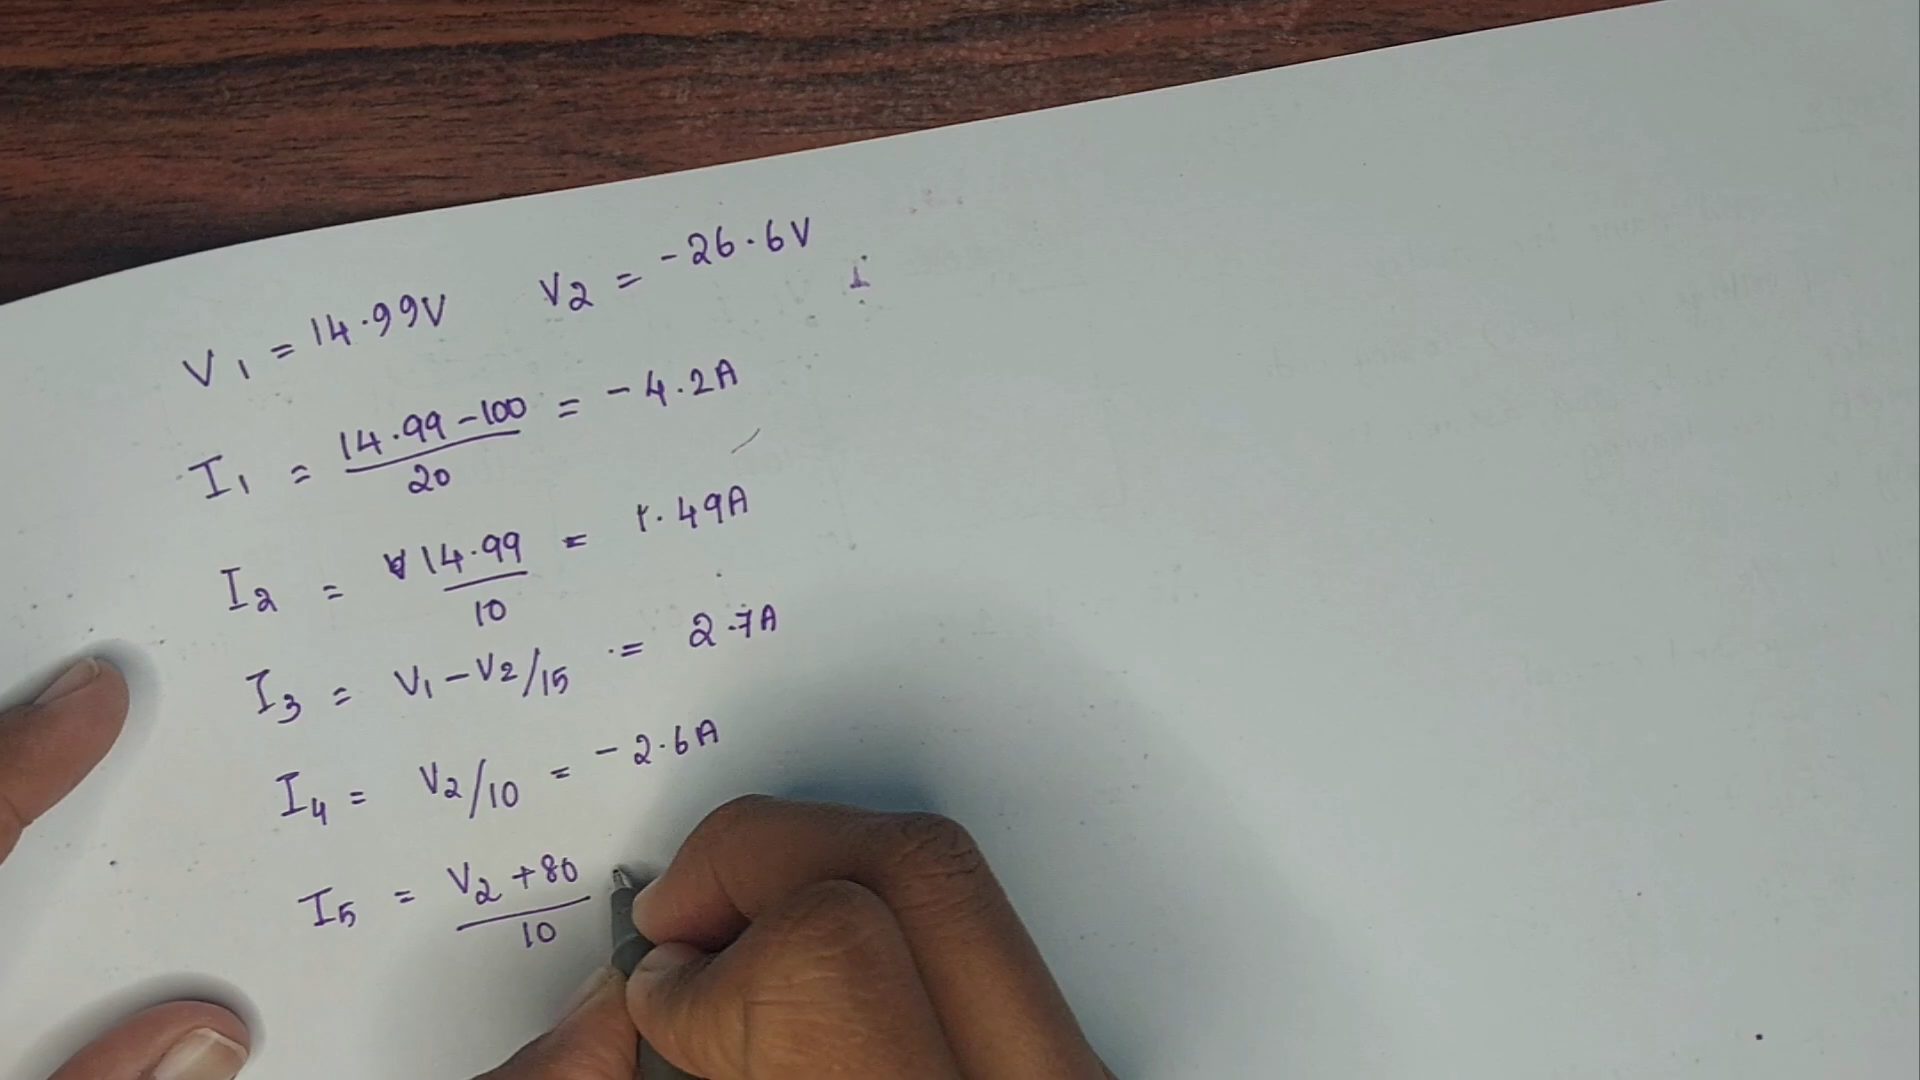 V1 = 14.99V V2 = -26.6V
I1 = 14.99-100/20 = -4.2A
I2 = 14.99/10 = 1.49A
I3 = V1-V2/15 = 2.7A
I4 = V2/10 = -2.6A
I5 = V2+80/10